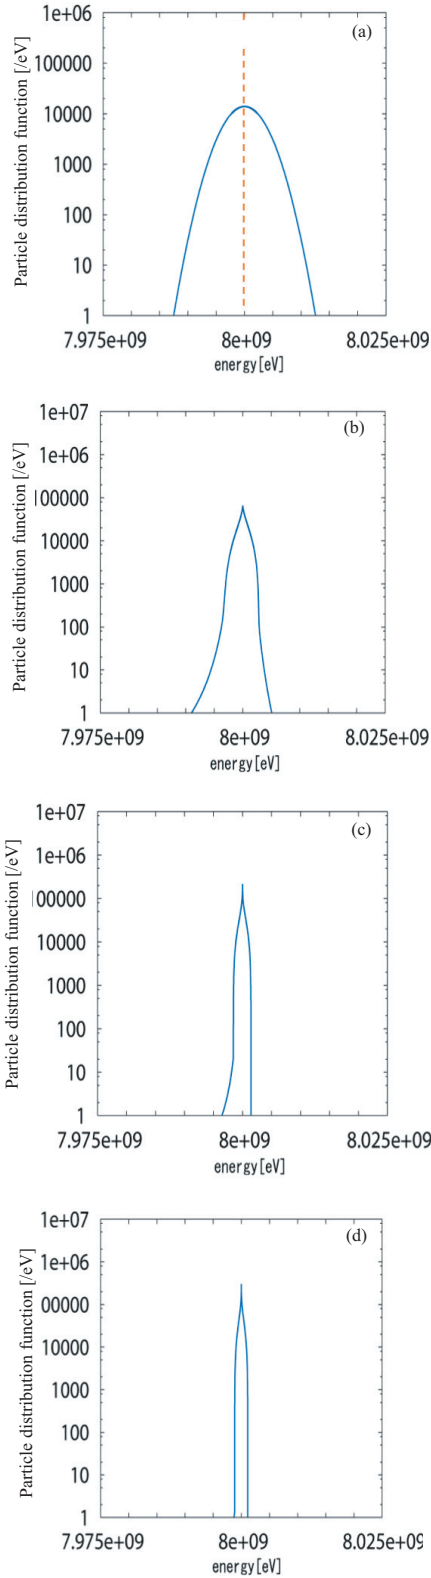 1e+06
(a)
100000
10000
1000
100
10
1
Particle distribution function [/eV]
7.975e+09 8e+09 8.025e+09
energy[eV]
1e+07
(b)
1e+06
100000
10000
1000
100
10
1
Particle distribution function [/eV]
7.975e+09 8e+09 8.025e+09
energy[eV]
1e+07
(c)
1e+06
00000
10000
1000
100
10
1
Particle distribution function [/eV]
7.975e+09 8e+09 8.025e+09
energy[eV]
1e+07
(d)
1e+06
00000
10000
1000
100
10
1
Particle distribution function [/eV]
7.975e+09 8e+09 8.025e+09
energy[eV]